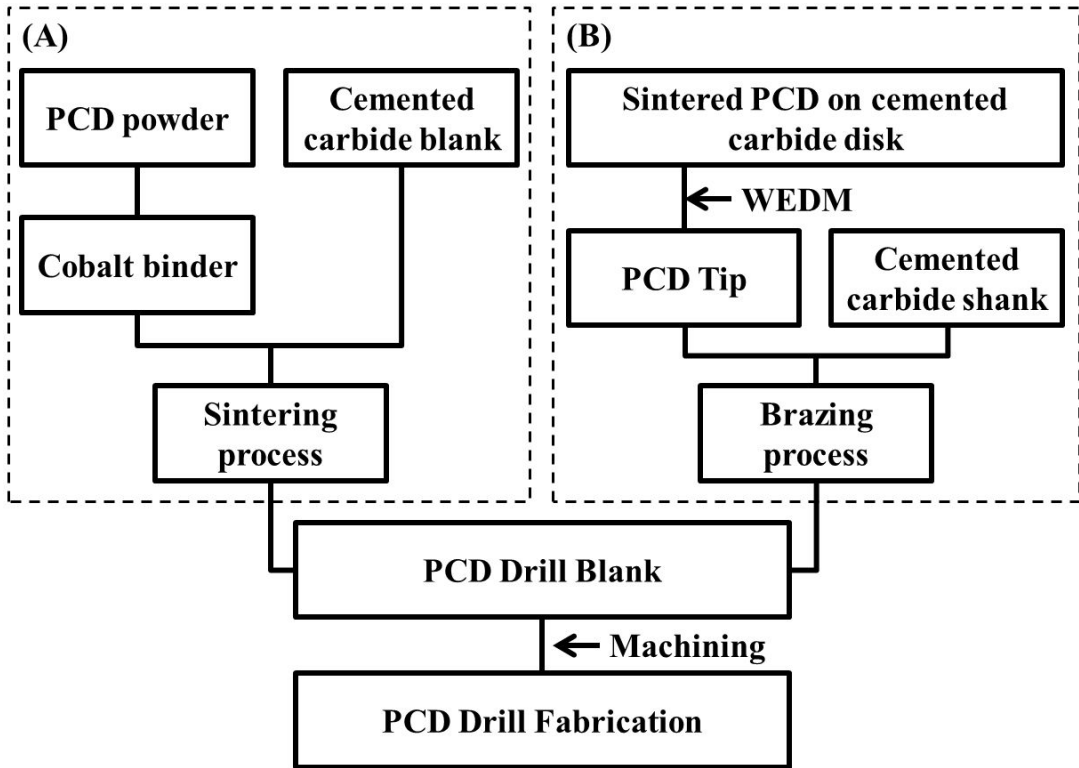 (A)
PCD powder
Cemented
carbide blank
Cobalt binder
Sintering
process
(B)
Sintered PCD on cemented
carbide disk
WEDM
PCD Tip
Cemented
carbide shank
Brazing
process
PCD Drill Blank
Machining
PCD Drill Fabrication